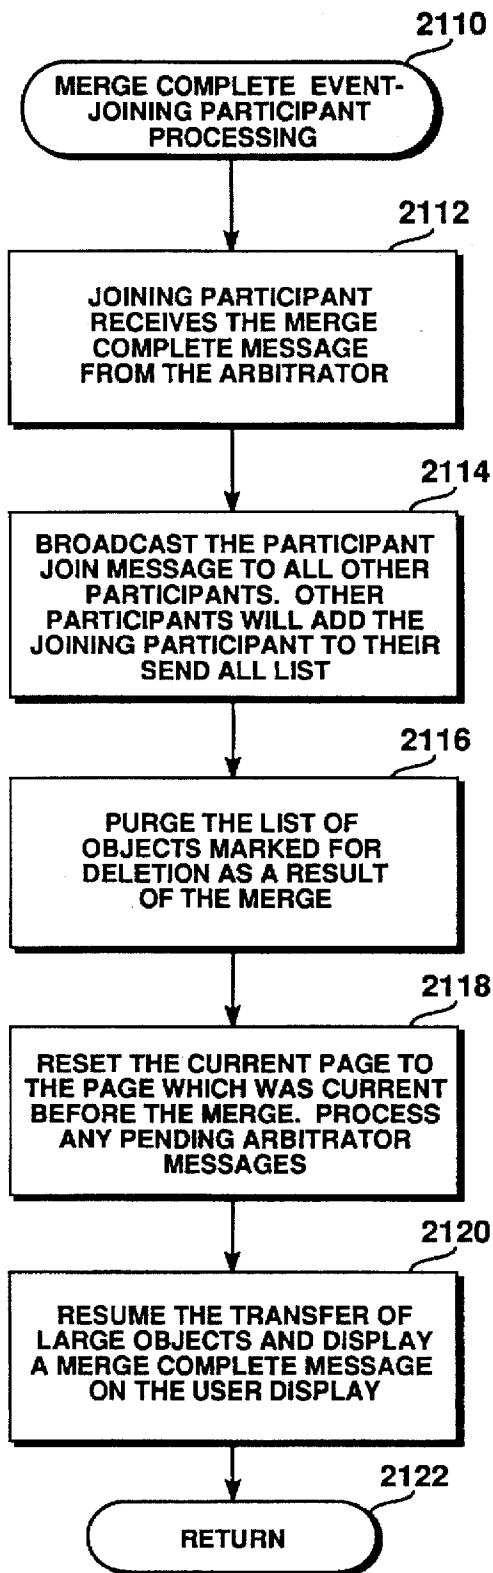 2110
MERGE COMPLETE EVENT-
JOINING PARTICIPANT
PROCESSING
2112
JOINING PARTICIPANT
RECEIVES THE MERGE
COMPLETE MESSAGE
FROM THE ARBITRATOR
2114
BROADCAST THE PARTICIPANT
JOIN MESSAGE TO ALL OTHER
PARTICIPANTS. OTHER
PARTICIPANTS WILL ADD THE
JOINING PARTICIPANT TO THEIR
SEND ALL LIST
2116
PURGE THE LIST OF
OBJECTS MARKED FOR
DELETION AS A RESULT
OF THE MERGE
2118
RESET THE CURRENT PAGE TO
THE PAGE WHICH WAS CURRENT
BEFORE THE MERGE. PROCESS
ANY PENDING ARBITRATOR
MESSAGES
2120
RESUME THE TRANSFER OF
LARGE OBJECTS AND DISPLAY
A MERGE COMPLETE MESSAGE
ON THE USER DISPLAY
2122
RETURN